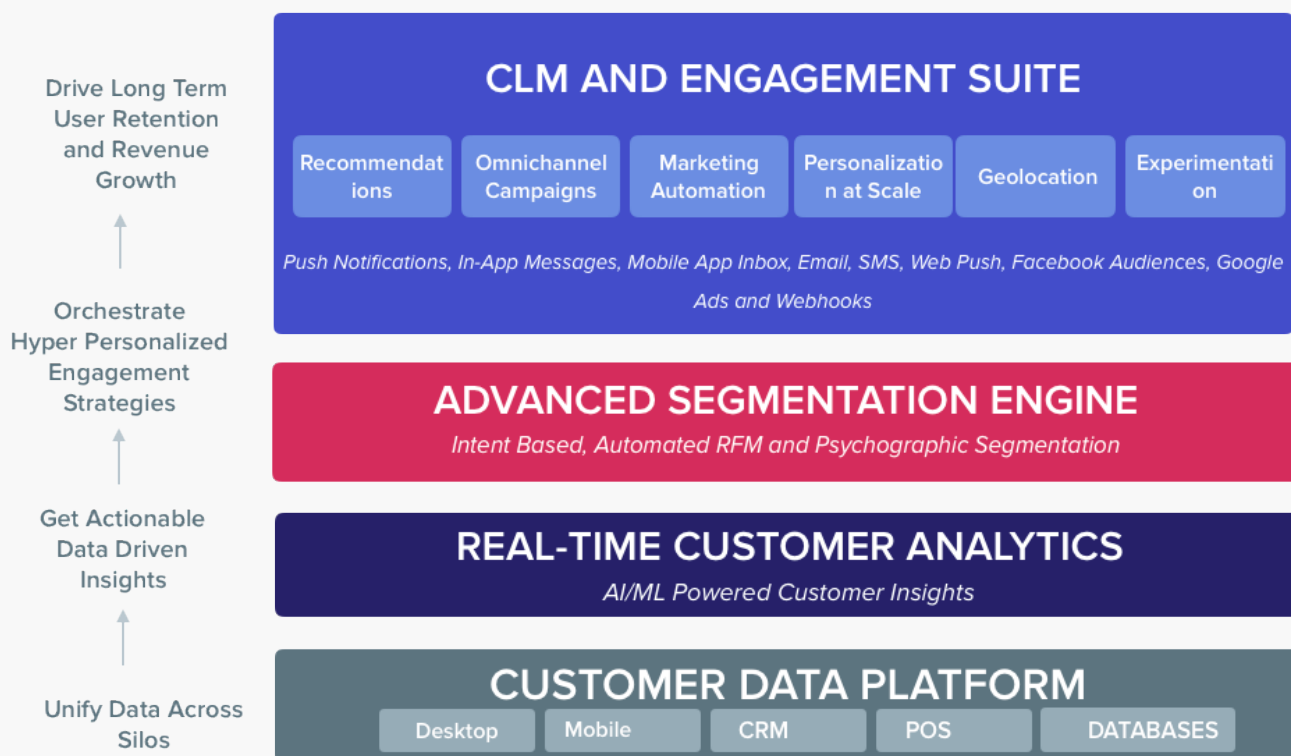 Drive Long Term
User Retention
and Revenue
Growth
CLM AND ENGAGEMENT SUITE
Recommendat
ions
Omnichannel
Campaigns
Marketing
Automation
Personalizatio
n at Scale
Geolocation
Experimentati
on
Push Notifications, In-App Messages, Mobile App Inbox, Email, SMS, Web Push, Facebook Audiences, Google
Ads and Webhooks
Orchestrate
Hyper Personalized
Engagement
Strategies
ADVANCED SEGMENTATION ENGINE
Intent Based, Automated RFM and Psychographic Segmentation
Get Actionable
Data Driven
Insights
REAL-TIME CUSTOMER ANALYTICS
AI/ML Powered Customer Insights
Unify Data Across
Silos
CUSTOMER DATA PLATFORM
Desktop
Mobile
CRM
POS
DATABASES